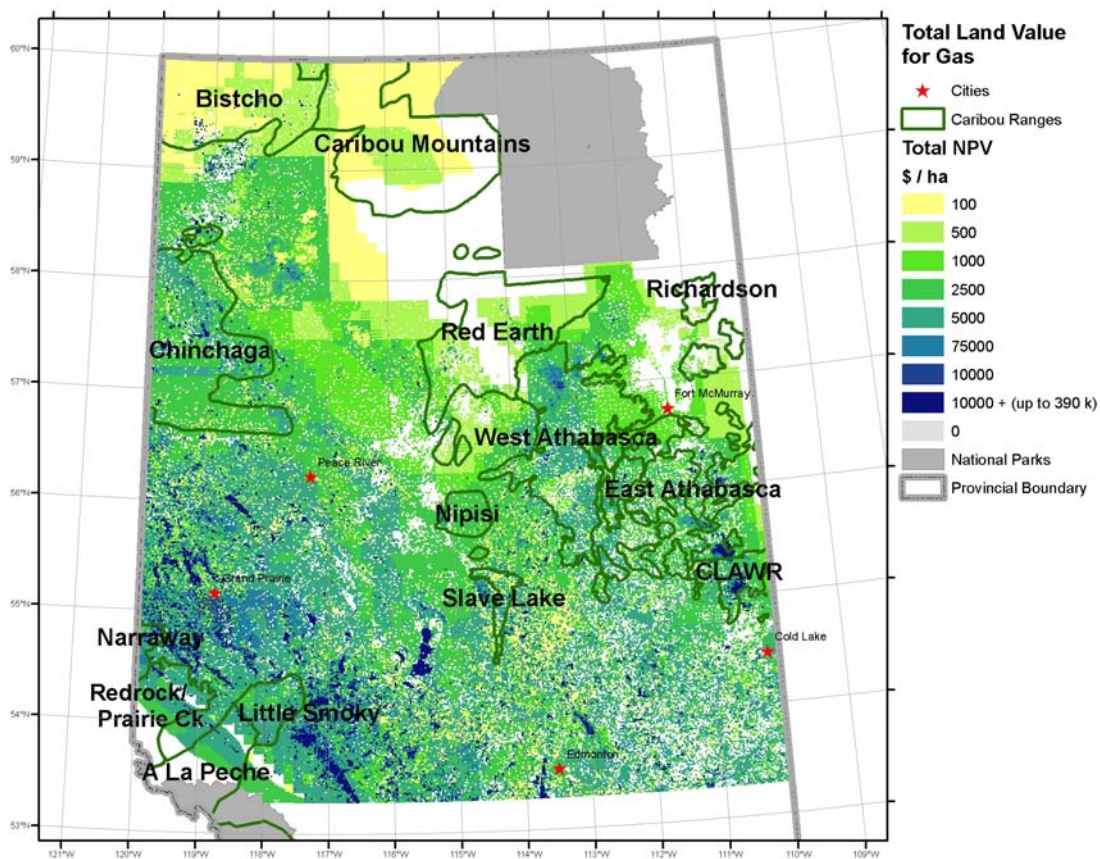 60°N
59°N
58°N
57°N
56°N
55°N
54°N
53°N
Bistcho
Caribou Mountains
Richardson
Red Earth
Chinchaga
Fort McMurray
West Athabasca
Peace River
East Athabasca
Nipisi
CLAWR
Grand Prairie
Slave Lake
Narraway
Cold Lake
Redrock/
Prairie Ck
Little Smoky
Edmonton
A La Peche
121°W
120°W
119°W
118°W
117°W
116°W
115°W
114°W
113°W
112°W
111°W
110°W
109°W
Total Land Value
for Gas
Cities
Caribou Ranges
Total NPV
$ / ha
100
500
1000
2500
5000
75000
10000
10000 + (up to 390 k)
0
National Parks
Provincial Boundary